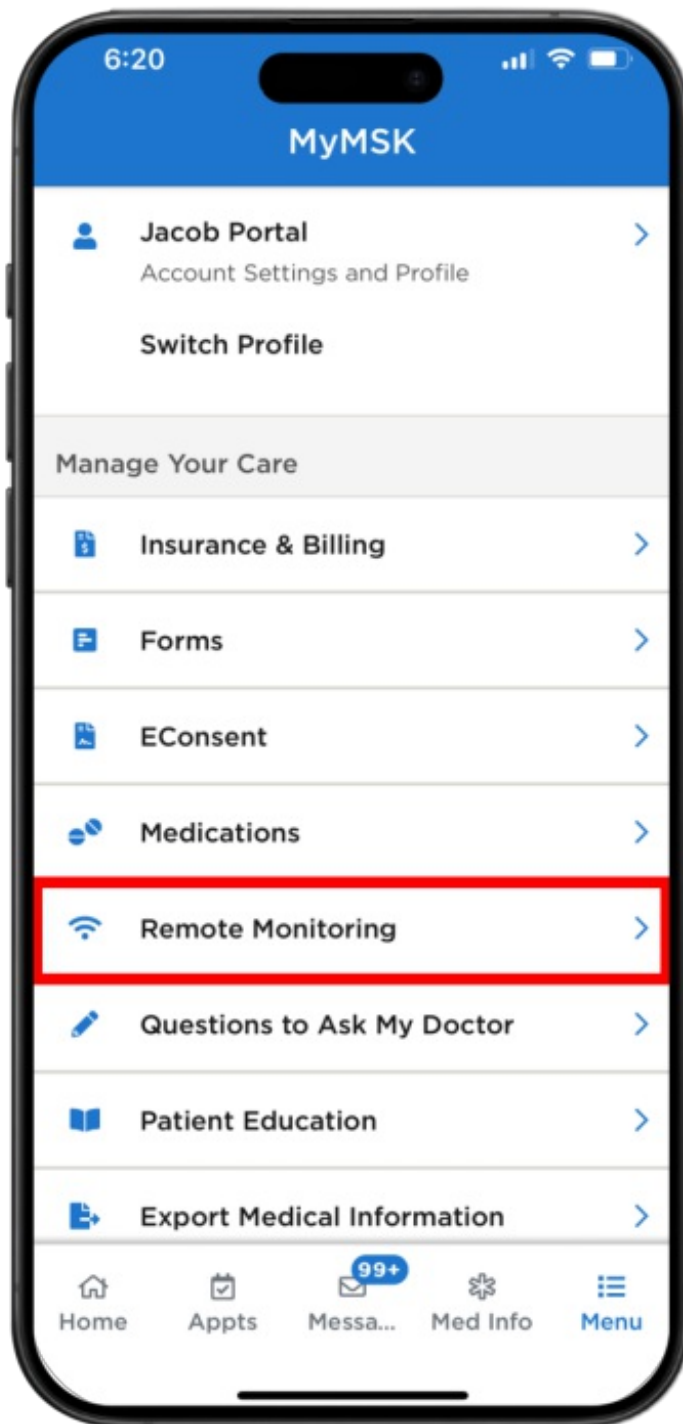 6:20
MyMSK
Jacob Portal
Account Settings and Profile
Switch Profile
Manage Your Care
Insurance & Billing
Forms
EConsent
Medications
Remote Monitoring
Questions to Ask My Doctor
Patient Education
Export Medical Information
99+
Home Appts Messa... Med Info Menu